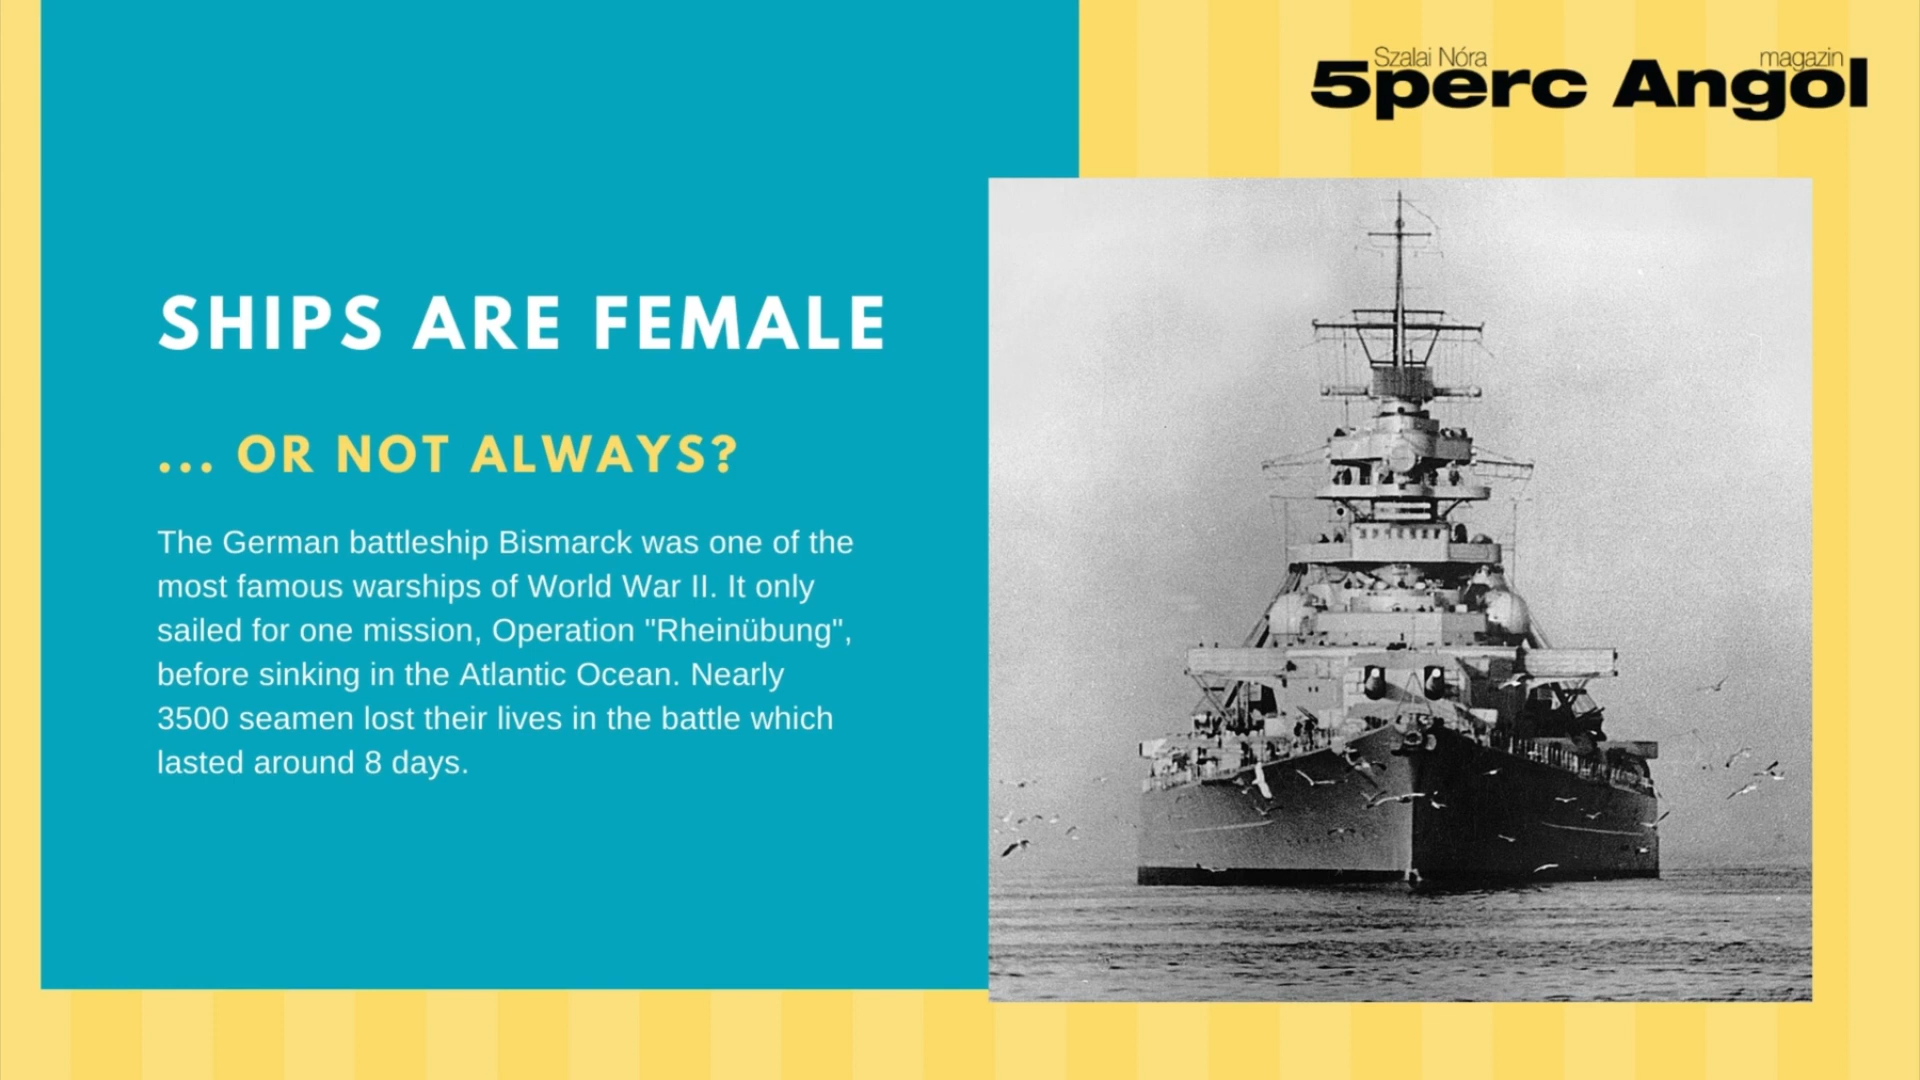 Szalai Nóra magazin
5perc Angol
SHIPS ARE FEMALE
... OR NOT ALWAYS?
The German battleship Bismarck was one of the
most famous warships of World War II. It only
sailed for one mission, Operation "Rheinübung",
before sinking in the Atlantic Ocean. Nearly
3500 seamen lost their lives in the battle which
lasted around 8 days.